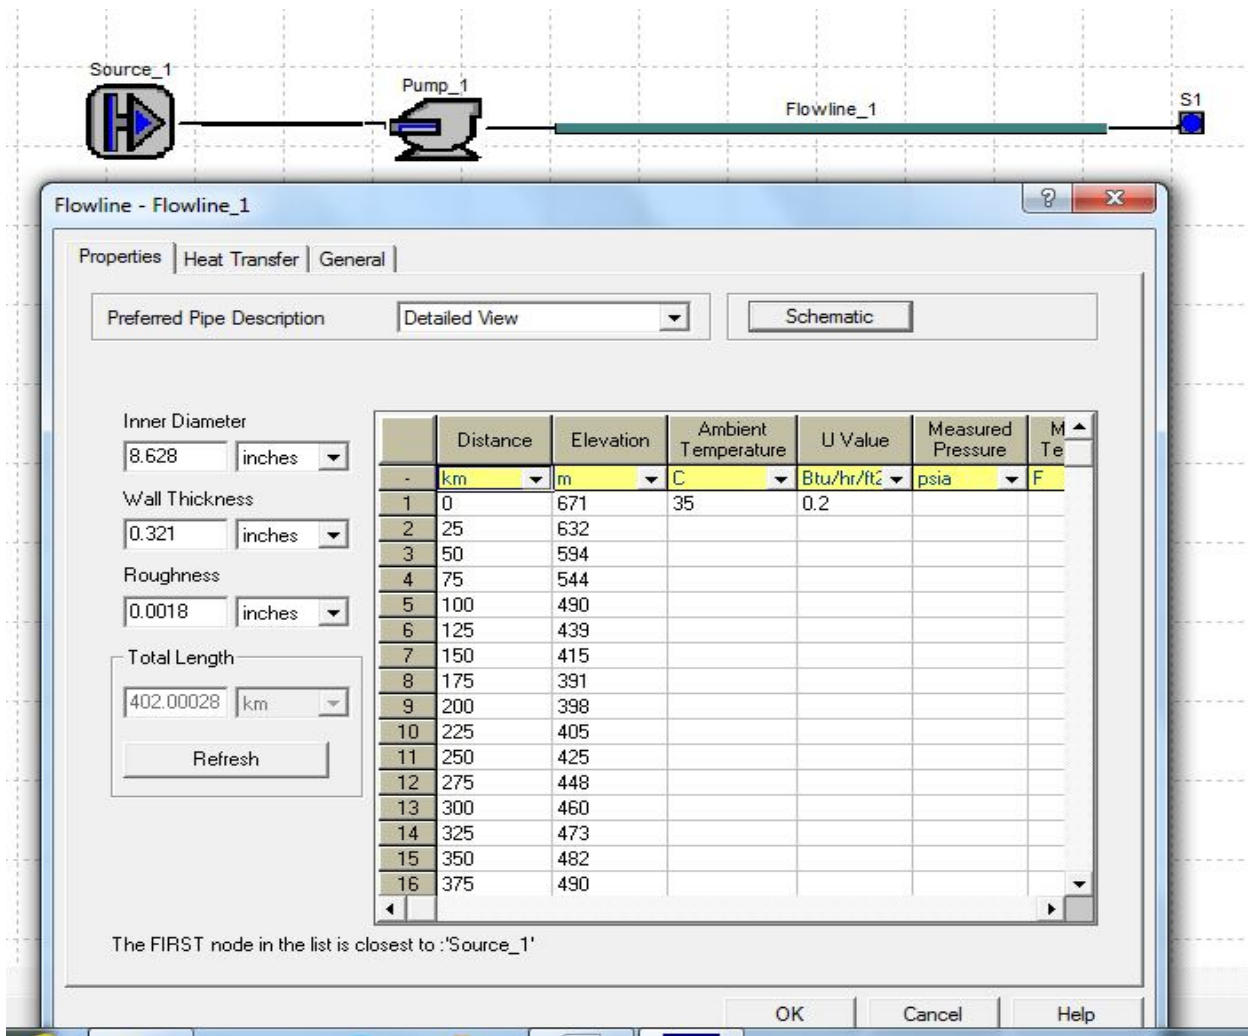 Source_1
Pump_1
Flowline_1
S1
Flowline - Flowline_1
Properties
Heat Transfer
General
Preferred Pipe Description
Detailed View
Schematic
Inner Diameter
8.628 inches
Wall Thickness
0.321 inches
Roughness
0.0018 inches
Total Length
402.00028 km
Refresh
Distance Elevation Ambient Temperature U Value Measured Pressure M Te
- km m C Btu/hr/ft2 psia F
1 0 671 35 0.2
2 25 632
3 50 594
4 75 544
5 100 490
6 125 439
7 150 415
8 175 391
9 200 398
10 225 405
11 250 425
12 275 448
13 300 460
14 325 473
15 350 482
16 375 490
The FIRST node in the list is closest to :'Source_1'
OK
Cancel
Help